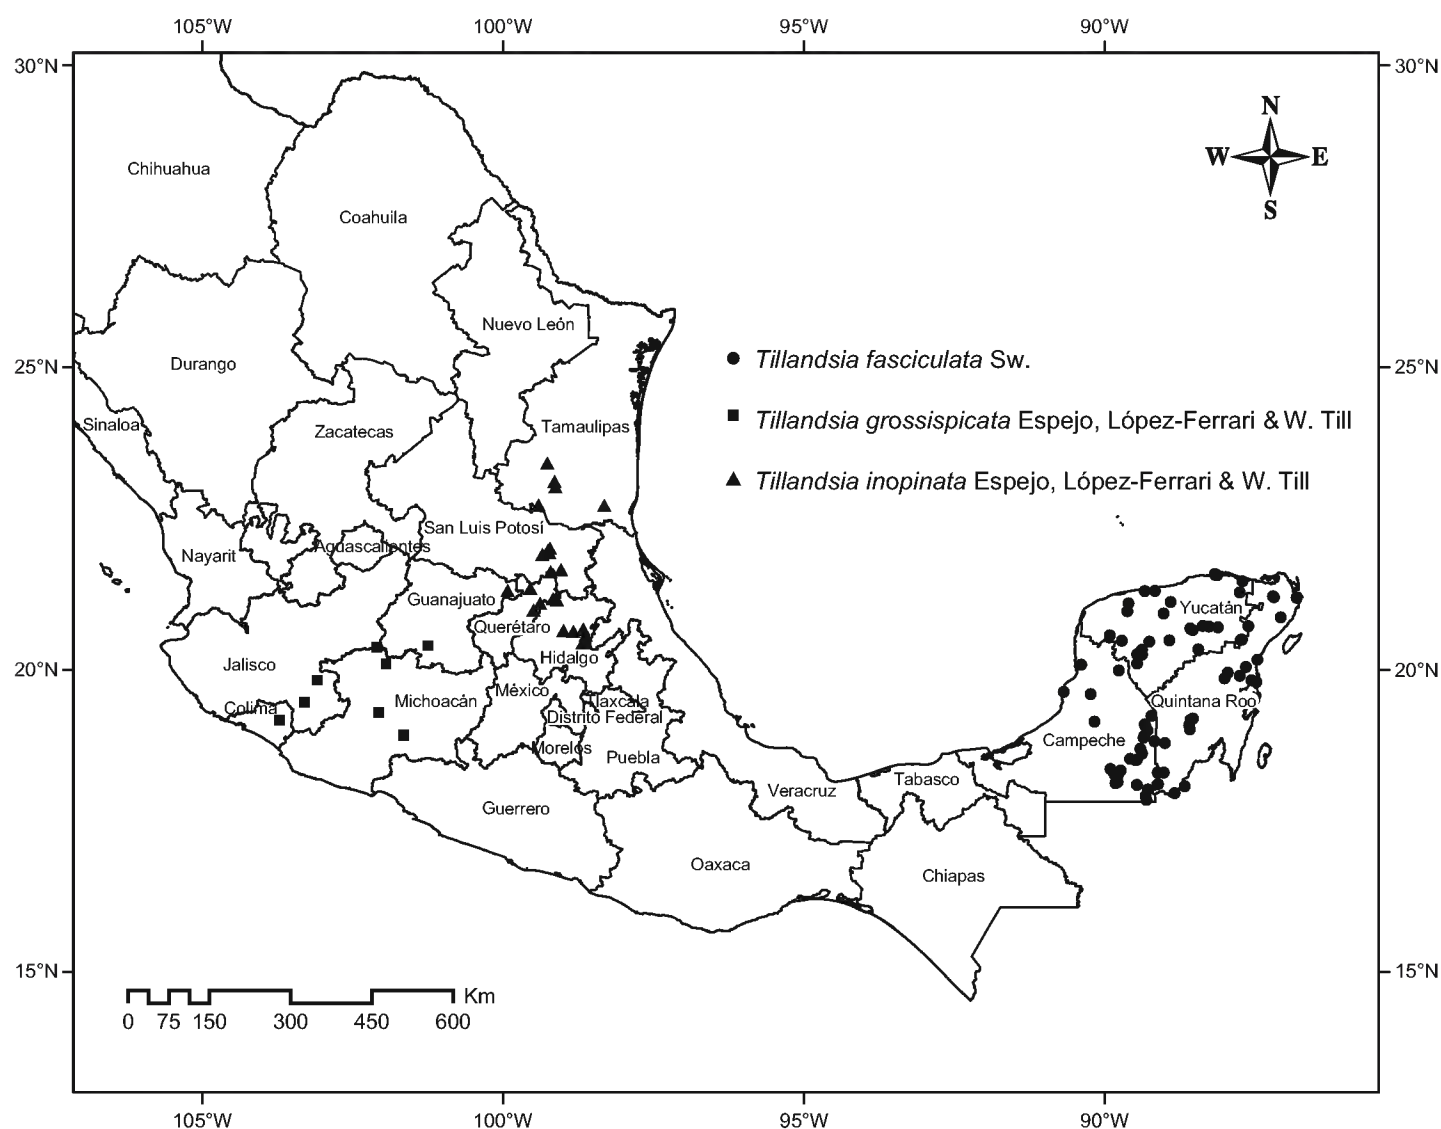 105°W 100°W 95°W 90°W
30°N 30°N
N
W E
S
Chihuahua
Coahuila
Nuevo León
Durango
25°N 25°N
Tillandsia fasciculata Sw.
Sinaloa
Zacatecas
Tamaulipas
Tillandsia grossispicata Espejo, López-Ferrari & W. Till
Tillandsia inopinata Espejo, López-Ferrari & W. Till
San Luis Potosí
Nayarit
Aguascalientes
Guanajuato
Yucatán
Querétaro
Jalisco
Hidalgo
20°N 20°N
México
Michoacán
Tlaxcala
Quintana Roo
Colima
Distrito Federal
Morelos
Campeche
Puebla
Tabasco
Veracruz
Guerrero
Oaxaca
Chiapas
15°N 15°N
Km
0 75 150 300 450 600
105°W 100°W 95°W 90°W